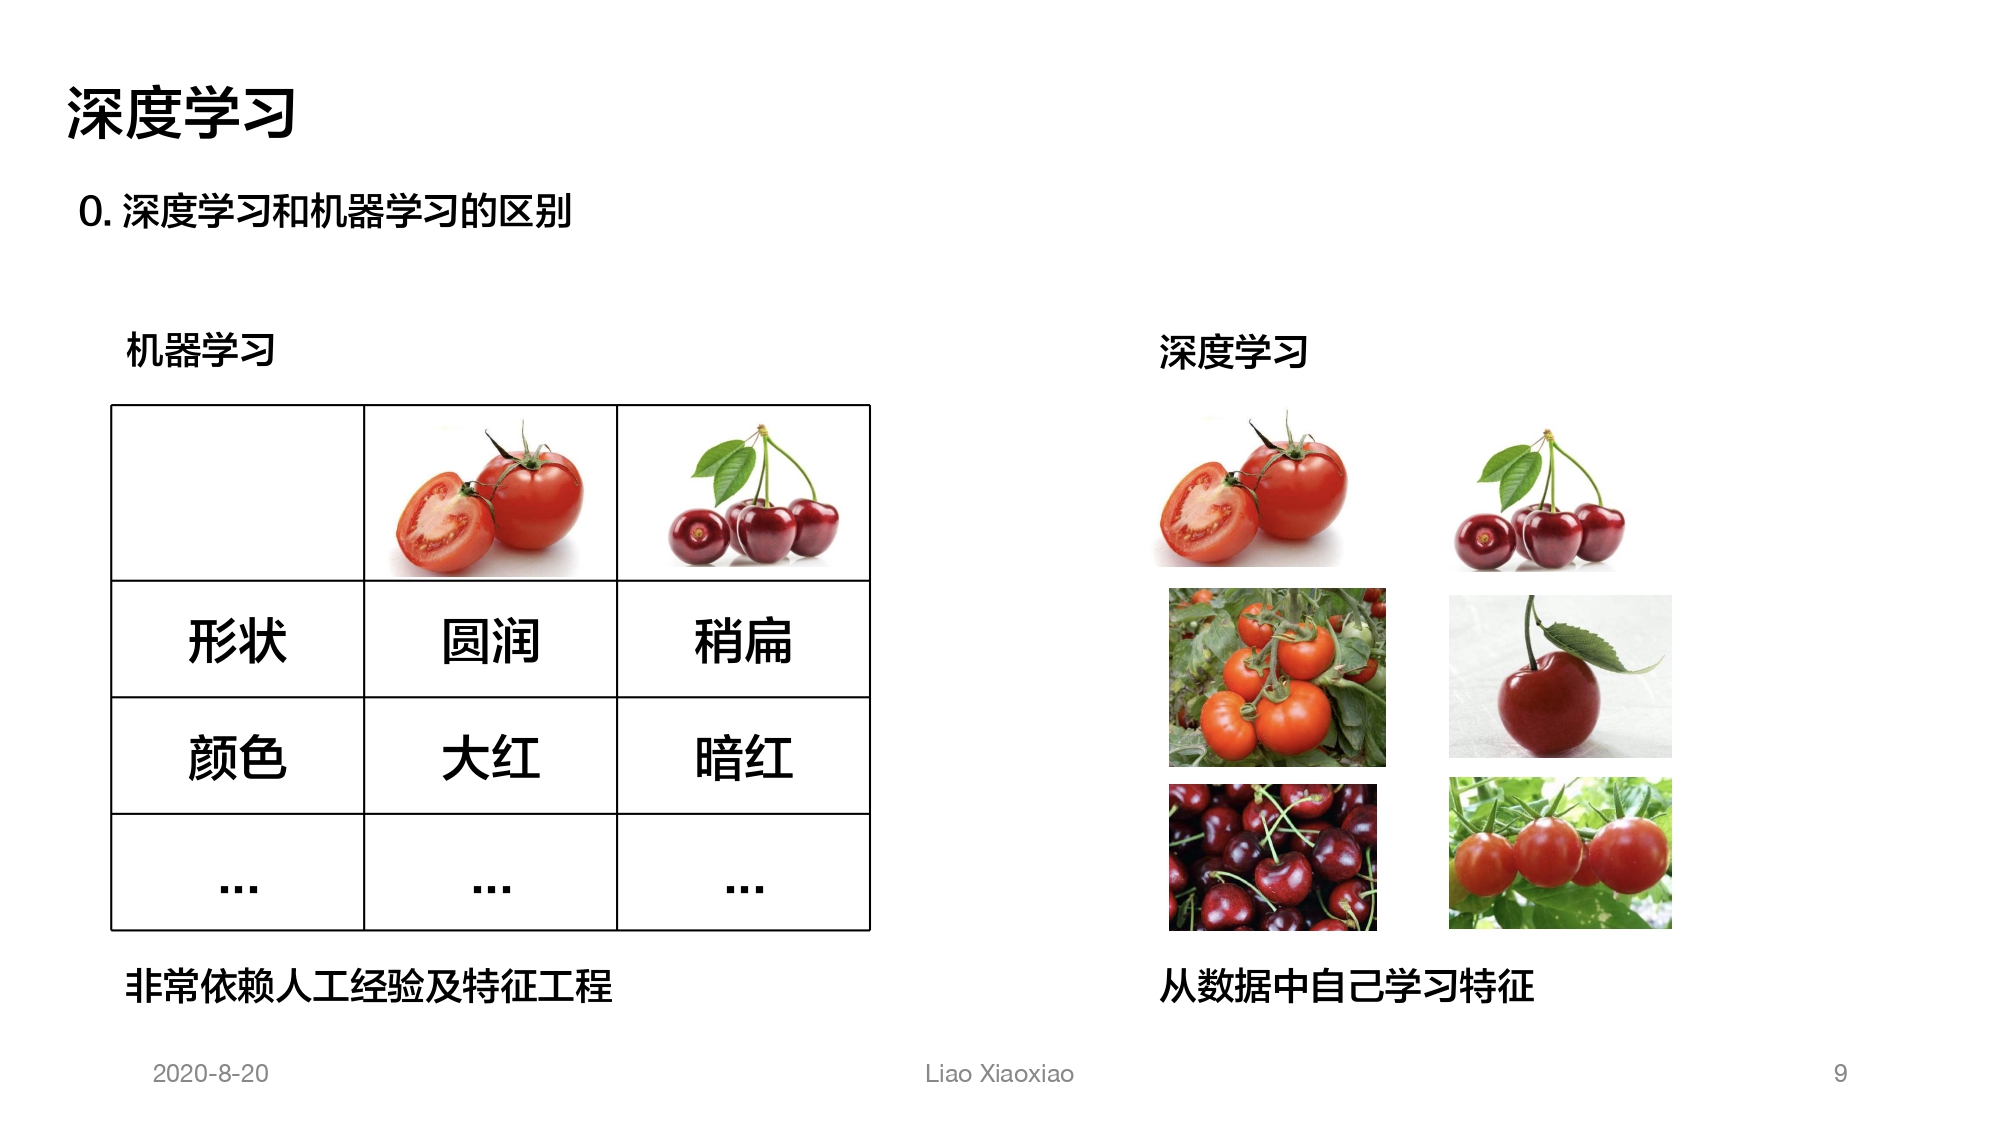 深度学习
0. 深度学习和机器学习的区别
机器学习
形状 圆润 稍扁
颜色 大红 暗红
... ... ...
非常依赖人工经验及特征工程
深度学习
从数据中自己学习特征
2020-8-20 Liao Xiaoxiao 9